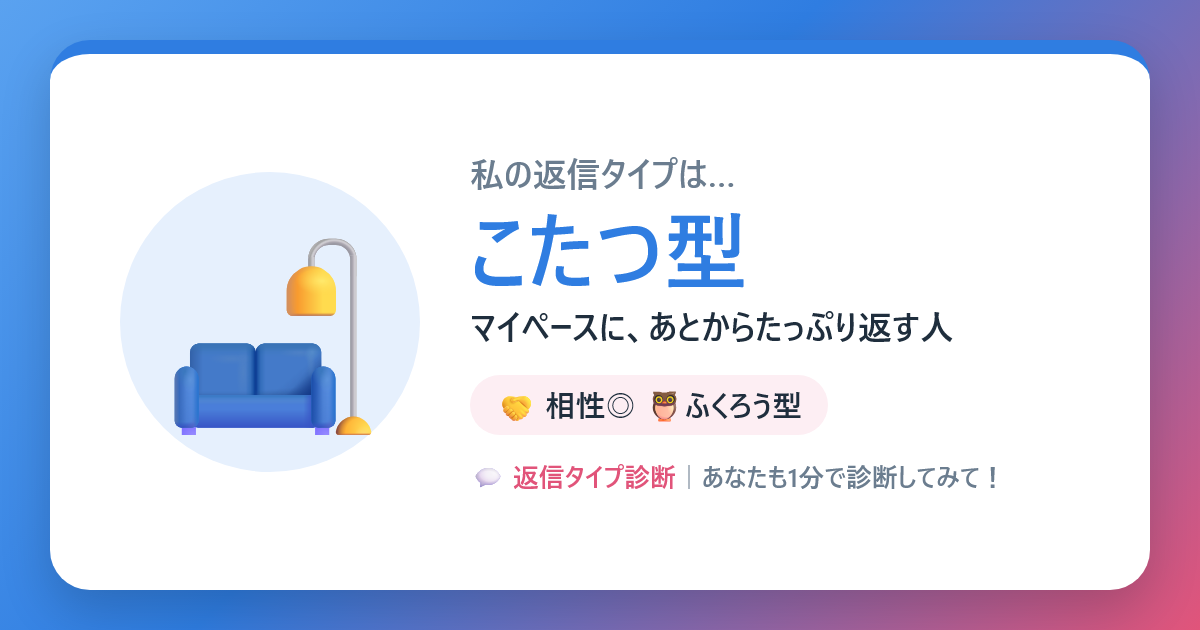 私の返信タイプは...
こたつ型
マイペースに、あとからたっぷり返す人
🤝 相性◎ 🦉ふくろう型
💬 返信タイプ診断｜あなたも1分で診断してみて！